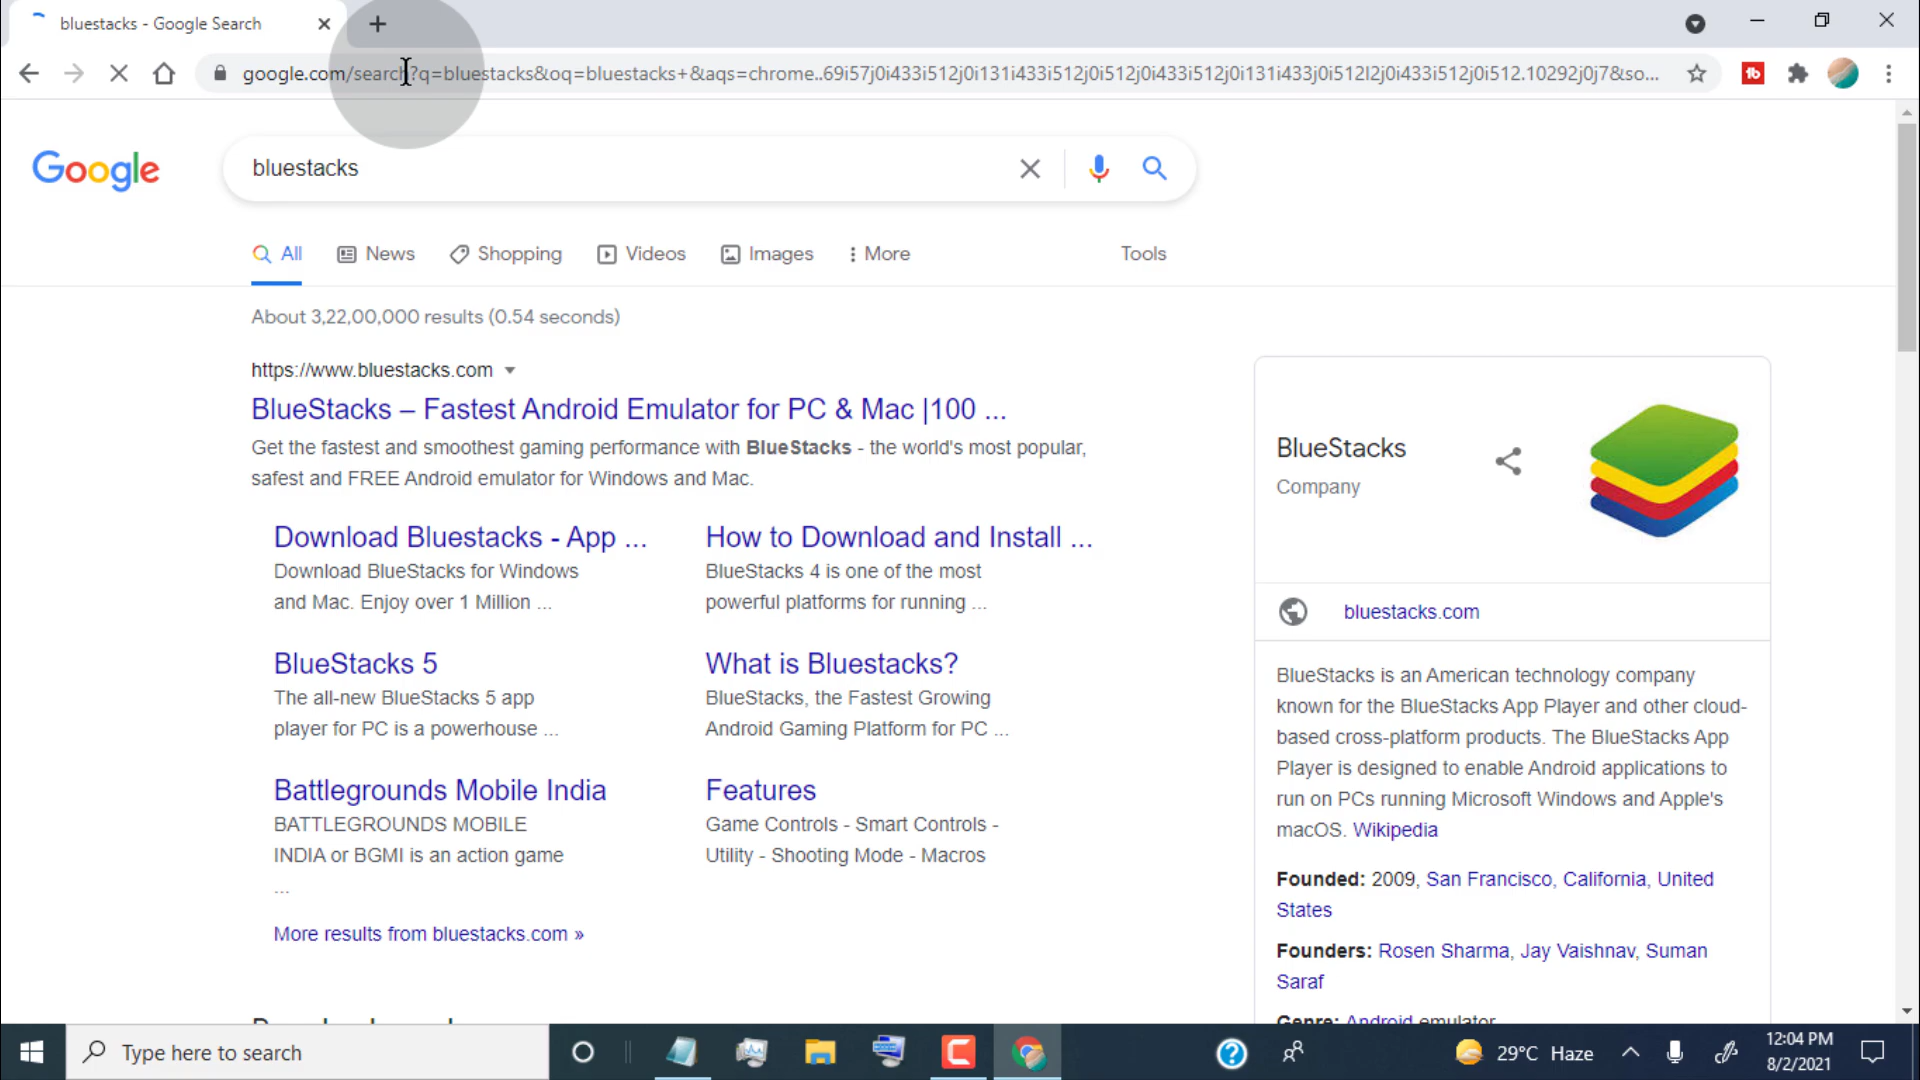 bluestacks - Google Search
google.com/search?q=bluestacks&oq=bluestacks+&aqs=chrome..69i57j0i433i512j0i131i433i512j0i512j0i433i512j0i131i433j0i512l2j0i433i512j0i512.10292j0j7&so...
Google
bluestacks
All News Shopping Videos Images More Tools
About 3,22,00,000 results (0.54 seconds)
https://www.bluestacks.com
BlueStacks – Fastest Android Emulator for PC & Mac |100 ...
Get the fastest and smoothest gaming performance with BlueStacks - the world's most popular,
safest and FREE Android emulator for Windows and Mac.
Download Bluestacks - App ...
Download BlueStacks for Windows
and Mac. Enjoy over 1 Million ...
How to Download and Install ...
BlueStacks 4 is one of the most
powerful platforms for running ...
BlueStacks 5
The all-new BlueStacks 5 app
player for PC is a powerhouse ...
What is Bluestacks?
BlueStacks, the Fastest Growing
Android Gaming Platform for PC ...
Battlegrounds Mobile India
BATTLEGROUNDS MOBILE
INDIA or BGMI is an action game
...
Features
Game Controls - Smart Controls -
Utility - Shooting Mode - Macros
More results from bluestacks.com »
BlueStacks
Company
bluestacks.com
BlueStacks is an American technology company
known for the BlueStacks App Player and other cloud-
based cross-platform products. The BlueStacks App
Player is designed to enable Android applications to
run on PCs running Microsoft Windows and Apple's
macOS. Wikipedia
Founded: 2009, San Francisco, California, United
States
Founders: Rosen Sharma, Jay Vaishnav, Suman
Saraf
Genre: Android emulator
Type here to search
29°C Haze
12:04 PM
8/2/2021